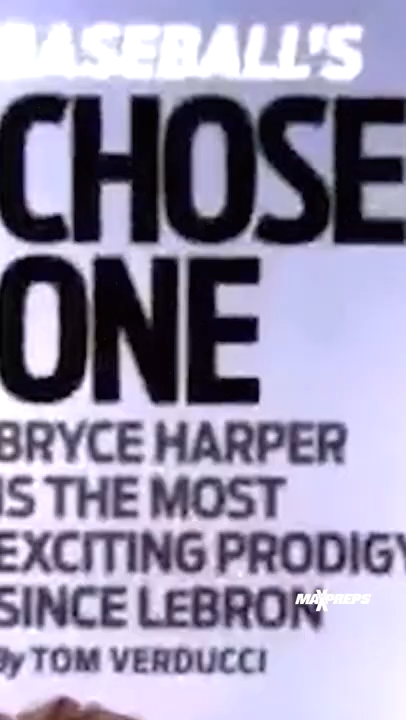 BASEBALL'S
CHOSE
ONE
BRYCE HARPER
IS THE MOST
EXCITING PRODIGY
SINCE LEBRON
By TOM VERDUCCI
MAXPREPS